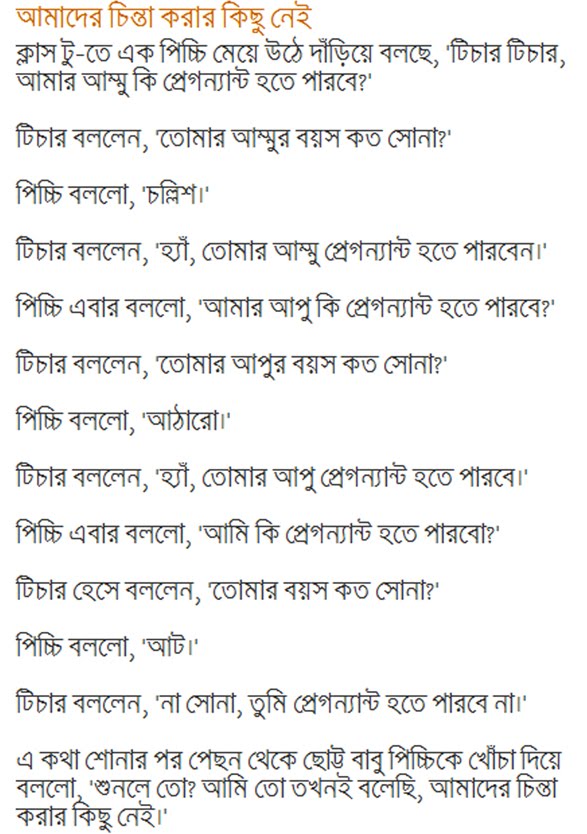 আমাদের চিন্তা করার কিছু নেই
ক্লাস টু-তে এক পিচ্চি মেয়ে উঠে দাঁড়িয়ে বলছে, 'টিচার টিচার,
আমার আম্মু কি প্রেগন্যান্ট হতে পারবে?'
টিচার বললেন, 'তোমার আম্মুর বয়স কত সোনা?'
পিচ্চি বললো, 'চল্লিশ।'
টিচার বললেন, 'হ্যাঁ, তোমার আম্মু প্রেগন্যান্ট হতে পারবেন।'
পিচ্চি এবার বললো, 'আমার আপু কি প্রেগন্যান্ট হতে পারবে?'
টিচার বললেন, 'তোমার আপুর বয়স কত সোনা?'
পিচ্চি বললো, 'আঠারো।'
টিচার বললেন, 'হ্যাঁ, তোমার আপু প্রেগন্যান্ট হতে পারবে।'
পিচ্চি এবার বললো, 'আমি কি প্রেগন্যান্ট হতে পারবো?'
টিচার হেসে বললেন, 'তোমার বয়স কত সোনা?'
পিচ্চি বললো, 'আট।'
টিচার বললেন, 'না সোনা, তুমি প্রেগন্যান্ট হতে পারবে না।'
এ কথা শোনার পর পেছন থেকে ছোট্ট বাবু পিচ্চিকে খোঁচা দিয়ে
বললো, 'শুনলে তো? আমি তো তখনই বলেছি, আমাদের চিন্তা
করার কিছু নেই।'